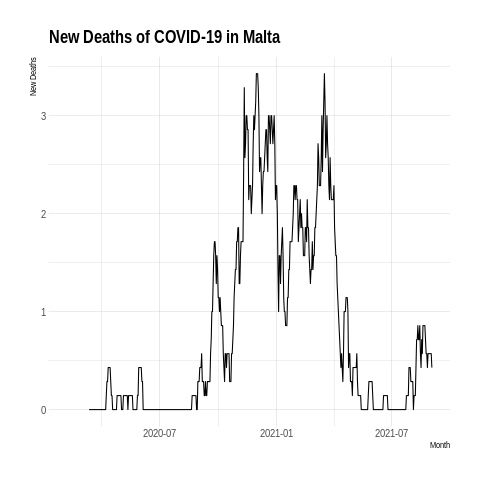 New Deaths of COVID-19 in Malta
New Deaths
3
2
1
0
2020-07
2021-01
2021-07
Month